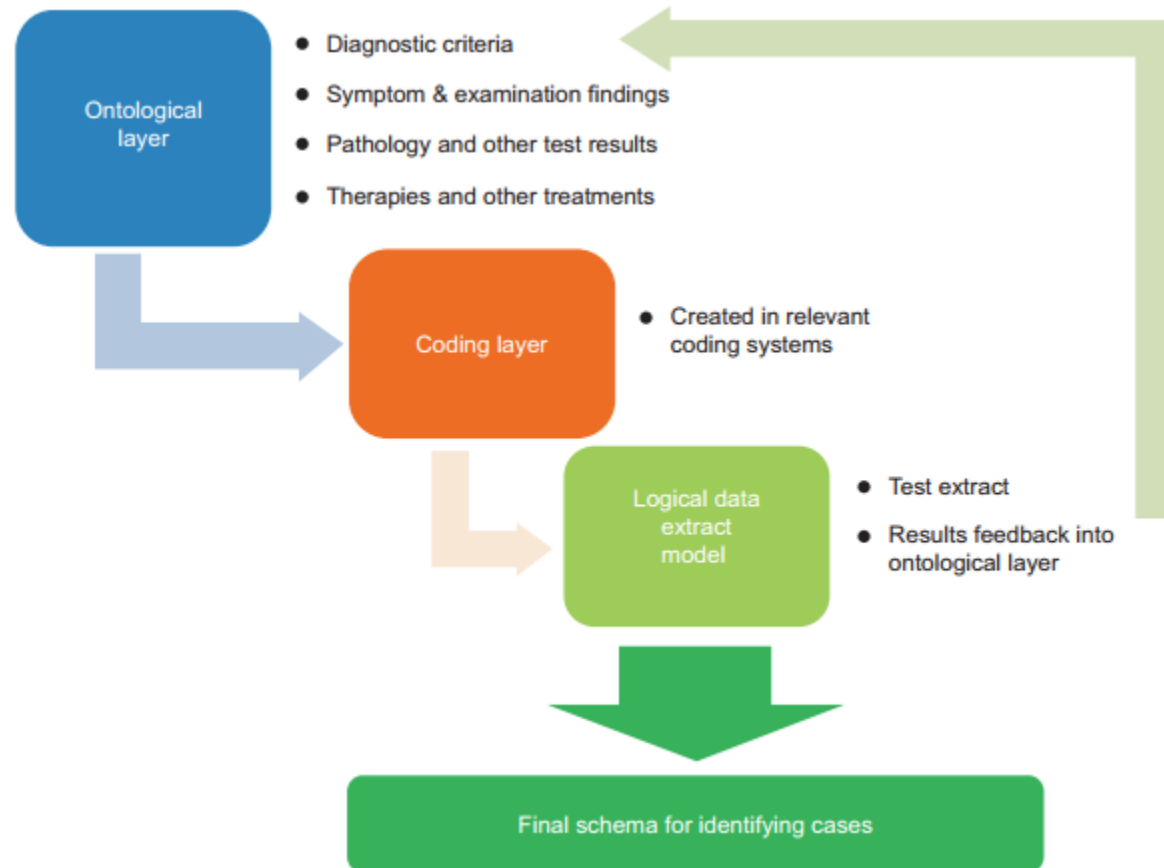 Ontological
layer
● Diagnostic criteria
● Symptom & examination findings
● Pathology and other test results
● Therapies and other treatments
Coding layer
● Created in relevant
coding systems
Logical data
extract
model
● Test extract
● Results feedback into
ontological layer
Final schema for identifying cases